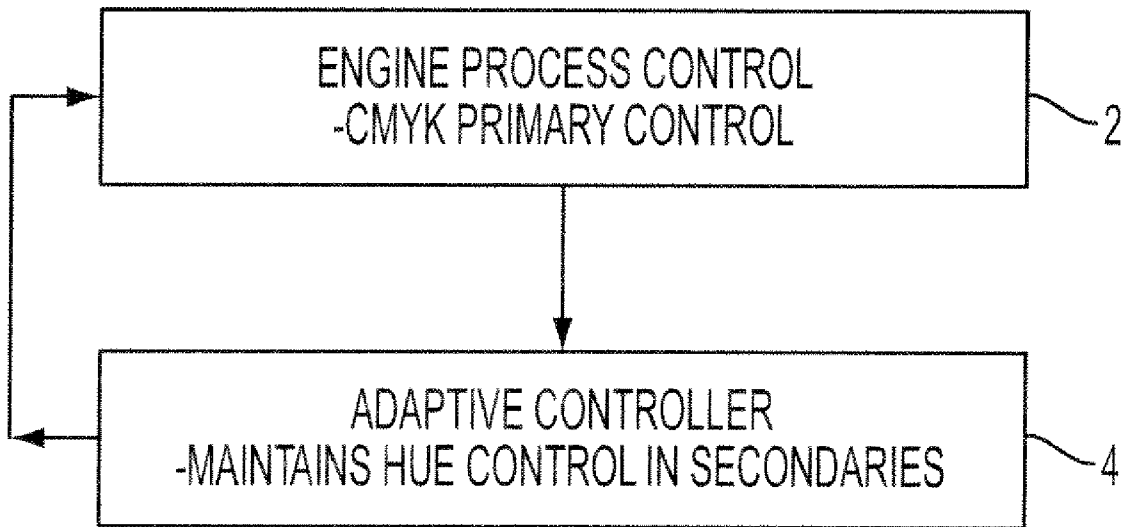 ENGINE PROCESS CONTROL
-CMYK PRIMARY CONTROL
2
ADAPTIVE CONTROLLER
-MAINTAINS HUE CONTROL IN SECONDARIES
4